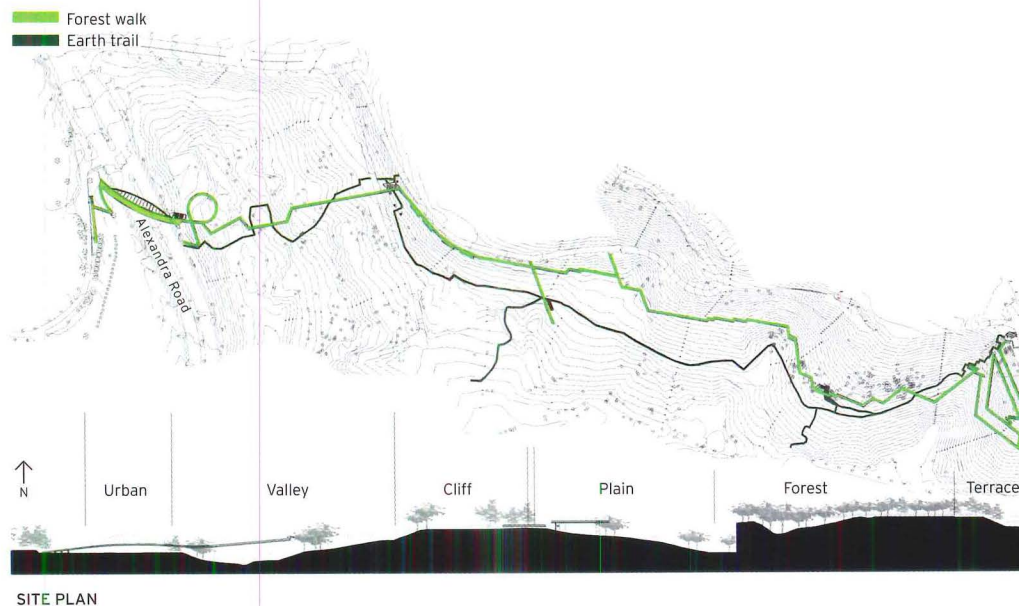 Forest walk
Earth trail
Alexandra Road
N
Urban
Valley
Cliff
Plain
Forest
Terrace
SITE PLAN